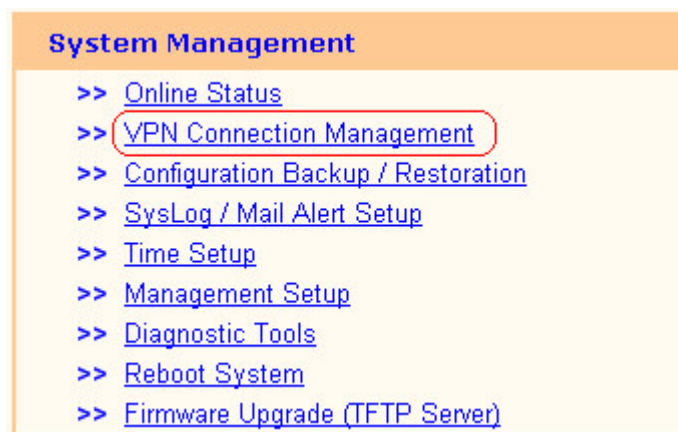 System Management
>> Online Status
>> VPN Connection Management
>> Configuration Backup / Restoration
>> SysLog / Mail Alert Setup
>> Time Setup
>> Management Setup
>> Diagnostic Tools
>> Reboot System
>> Firmware Upgrade (TFTP Server)